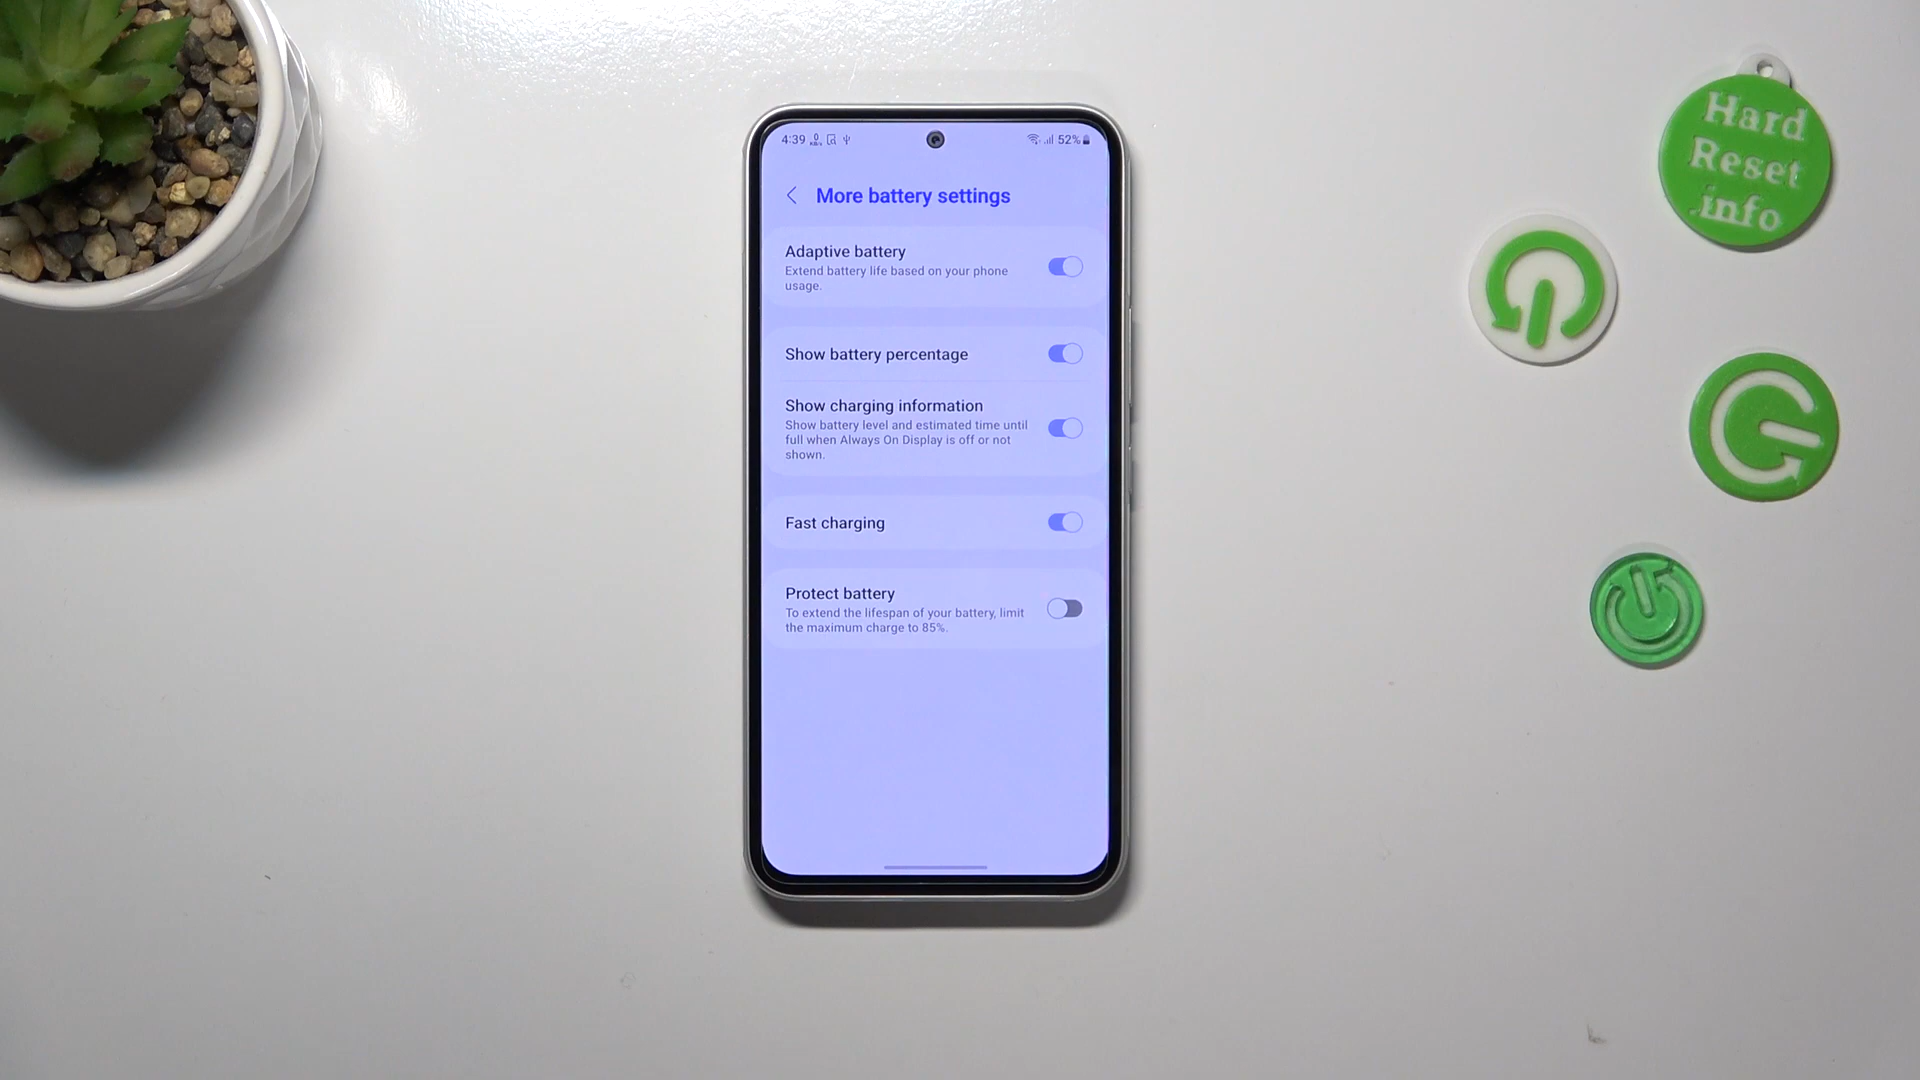 4:39
52%
More battery settings
Adaptive battery
Extend battery life based on your phone
usage.
Show battery percentage
Show charging information
Show battery level and estimated time until
full when Always On Display is off or not
shown.
Fast charging
Protect battery
To extend the lifespan of your battery, limit
the maximum charge to 85%.
Hard
Reset
.info